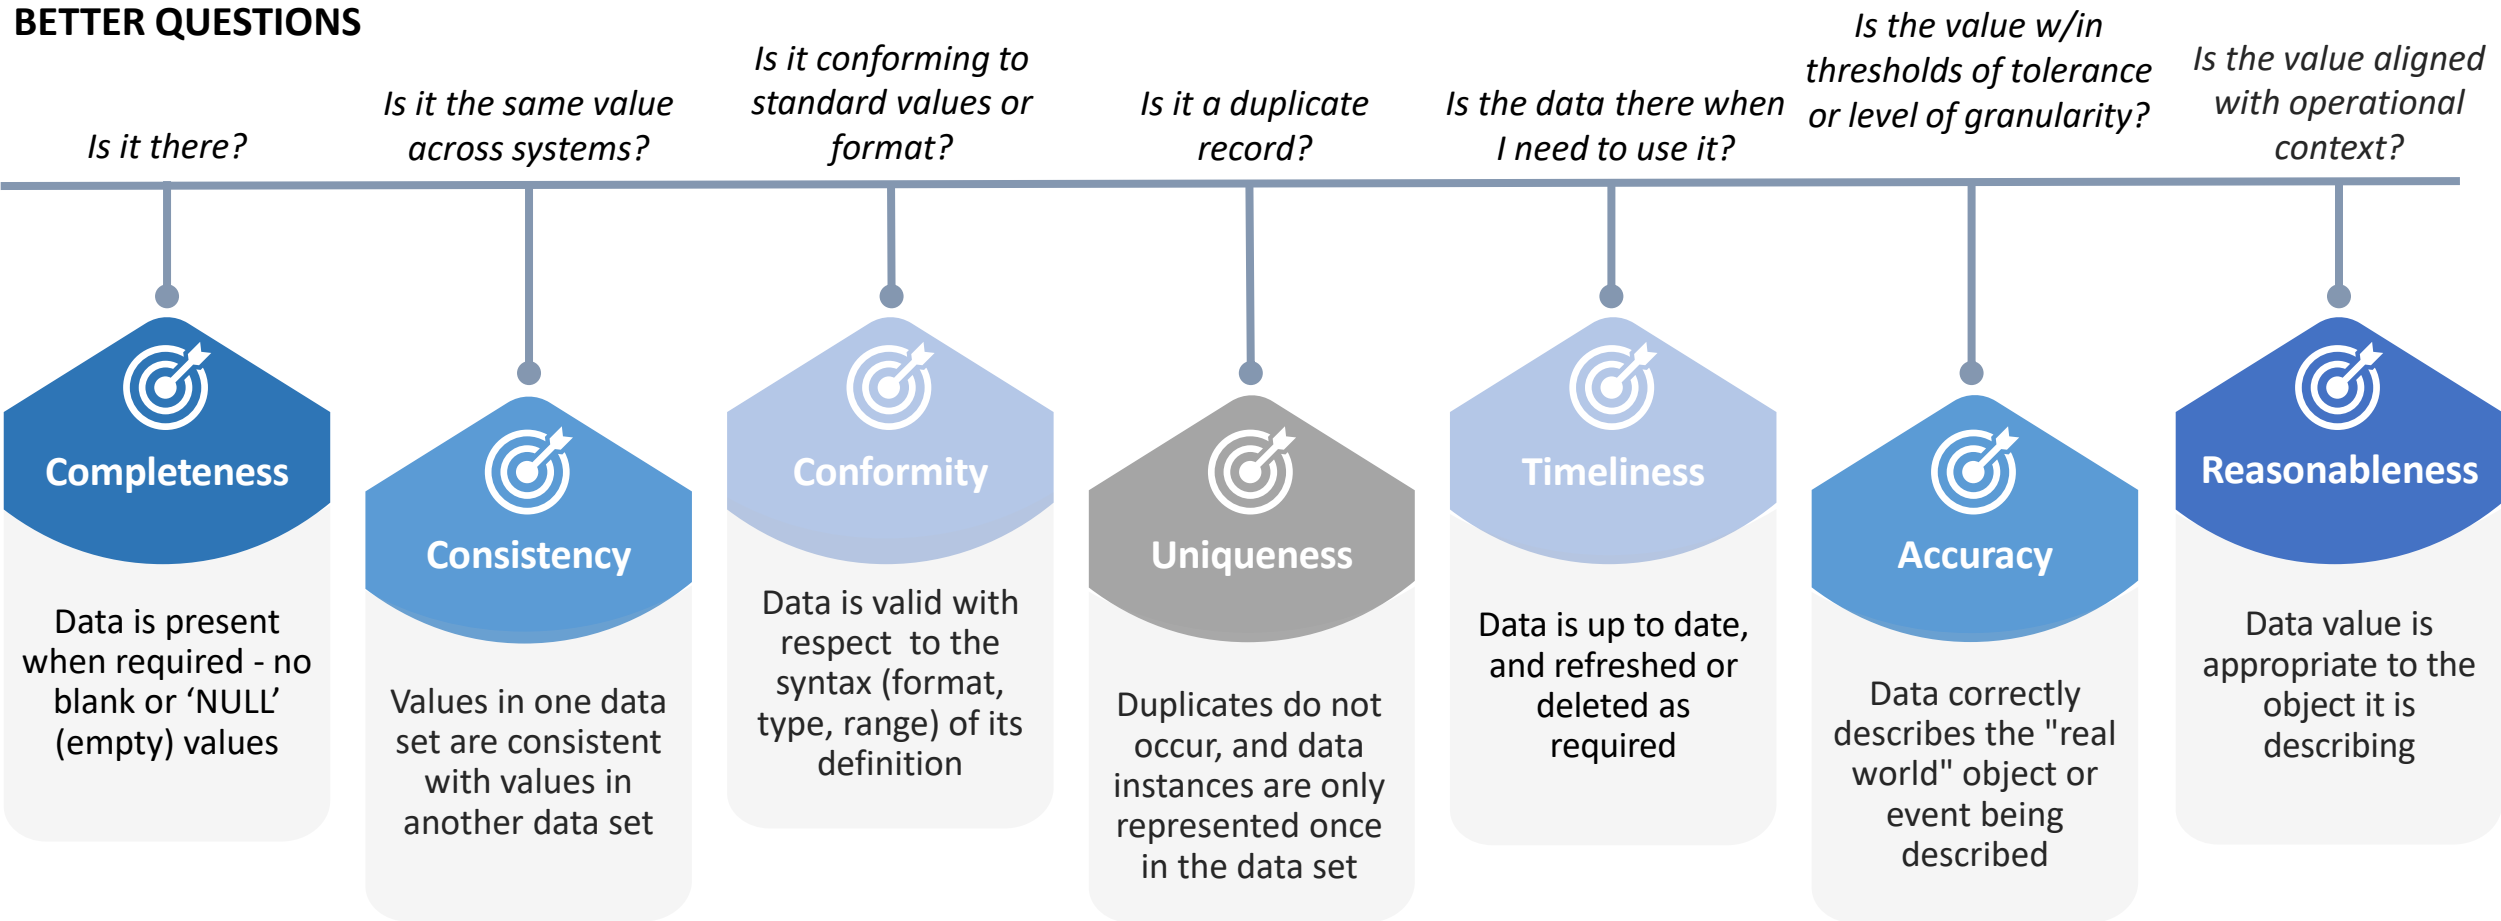 BETTER QUESTIONS
Is it there?
Is it the same value
across systems?
Is it conforming to
standard values or
format?
Is it a duplicate
record?
Is the data there when
I need to use it?
Is the value w/in
thresholds of tolerance
or level of granularity?
Is the value aligned
with operational
context?
Completeness
Data is present
when required - no
blank or ‘NULL’
(empty) values
Consistency
Values in one data
set are consistent
with values in
another data set
Conformity
Data is valid with
respect  to the
syntax (format,
type, range) of its
definition
Uniqueness
Duplicates do not
occur, and data
instances are only
represented once
in the data set
Timeliness
Data is up to date,
and refreshed or
deleted as
required
Accuracy
Data correctly
describes the "real
world" object or
event being
described
Reasonableness
Data value is
appropriate to the
object it is
describing